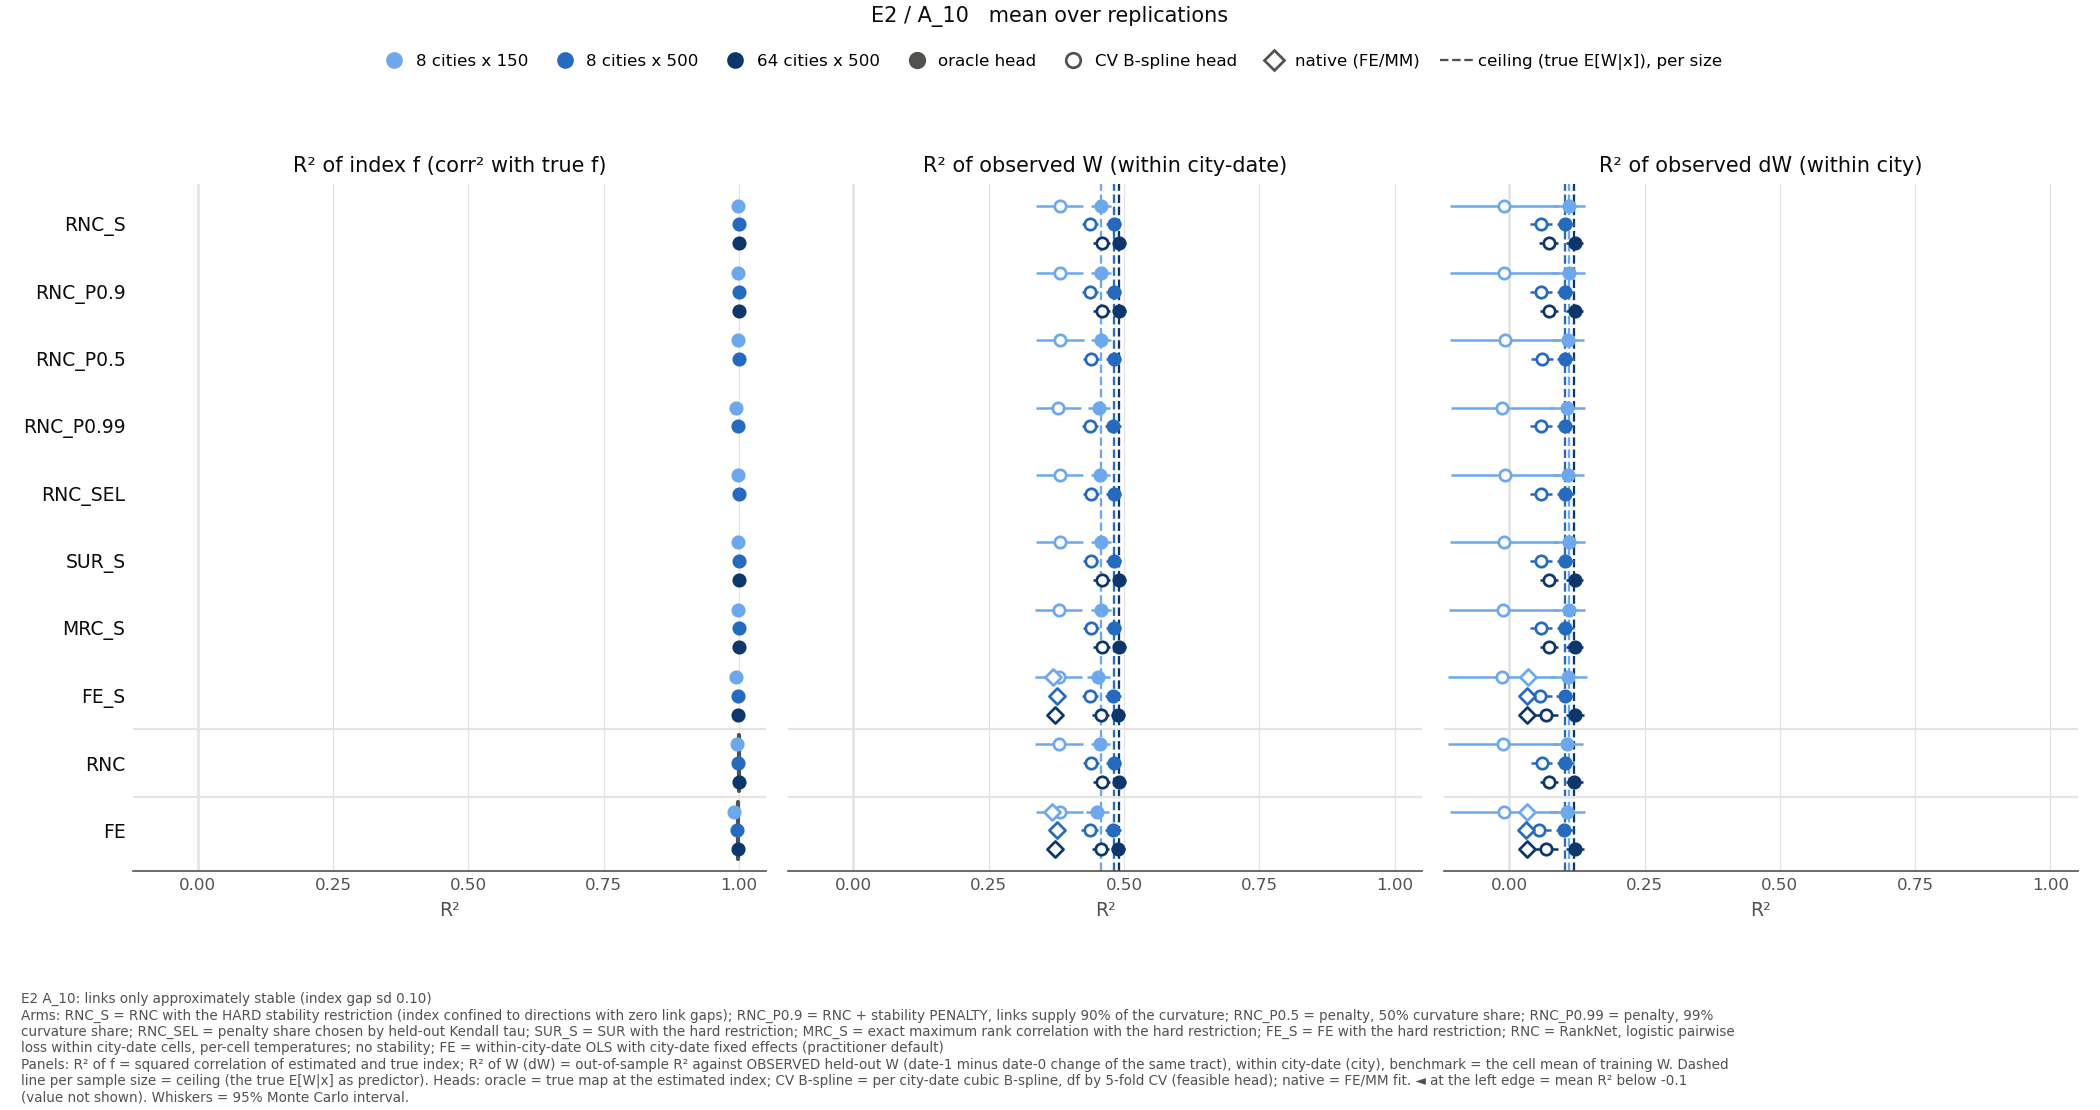 E2 / A_10   mean over replications
8 cities x 150   8 cities x 500   64 cities x 500   oracle head   CV B-spline head   native (FE/MM)   ceiling (true E[W|x]), per size
R² of index f (corr² with true f)
R² of observed W (within city-date)
R² of observed dW (within city)
RNC_S
RNC_P0.9
RNC_P0.5
RNC_P0.99
RNC_SEL
SUR_S
MRC_S
FE_S
RNC
FE
0.00 0.25 0.50 0.75 1.00
R²
0.00 0.25 0.50 0.75 1.00
R²
0.00 0.25 0.50 0.75 1.00
R²
E2 A_10: links only approximately stable (index gap sd 0.10)
Arms: RNC_S = RNC with the HARD stability restriction (index confined to directions with zero link gaps); RNC_P0.9 = RNC + stability PENALTY, links supply 90% of the curvature; RNC_P0.5 = penalty, 50% curvature share; RNC_P0.99 = penalty, 99%
curvature share; RNC_SEL = penalty share chosen by held-out Kendall tau; SUR_S = SUR with the hard restriction; MRC_S = exact maximum rank correlation with the hard restriction; FE_S = FE with the hard restriction; RNC = RankNet, logistic pairwise
loss within city-date cells, per-cell temperatures; no stability; FE = within-city-date OLS with city-date fixed effects (practitioner default)
Panels: R² of f = squared correlation of estimated and true index; R² of W (dW) = out-of-sample R² against OBSERVED held-out W (date-1 minus date-0 change of the same tract), within city-date (city), benchmark = the cell mean of training W. Dashed
line per sample size = ceiling (the true E[W|x] as predictor). Heads: oracle = true map at the estimated index; CV B-spline = per city-date cubic B-spline, df by 5-fold CV (feasible head); native = FE/MM fit. ◄ at the left edge = mean R² below -0.1
(value not shown). Whiskers = 95% Monte Carlo interval.